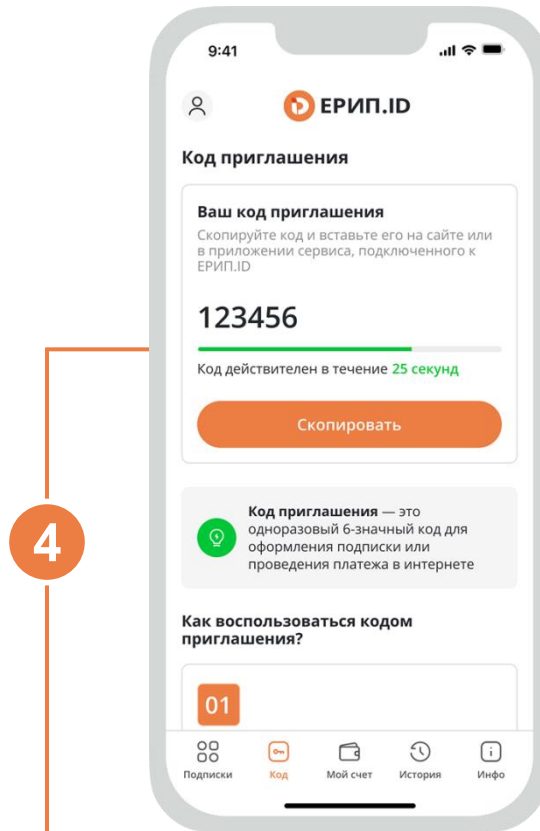 9:41
ЕРИП.ID
Код приглашения
Ваш код приглашения
Скопируйте код и вставьте его на сайте или
в приложении сервиса, подключенного к
ЕРИП.ID
123456
Код действителен в течение 25 секунд
Скопировать
4
Код приглашения — это
одноразовый 6-значный код для
оформления подписки или
проведения платежа в интернете
Как воспользоваться кодом
приглашения?
01
Подписки Код Мой счет История Инфо